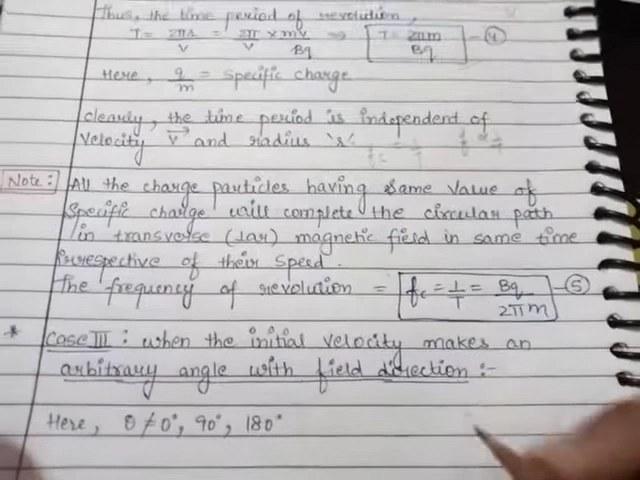 Thus, the time period of revolution,
T = 2πr/V = 2π/V × mv/Bq ⇒ T = 2πm/Bq —④
Here, q/m = specific charge
clearly, the time period is independent of
velocity v⃗ and radius 'r'.
Note: All the charge particles having same value of
specific charge will complete the circular path
in transverse (⊥ar) magnetic field in same time
irrespective of their speed.
The frequency of revolution = fc = 1/T = Bq/2πm —⑤
* Case III: when the initial velocity makes an
arbitrary angle with field direction :-
Here, θ ≠ 0°, 90°, 180°